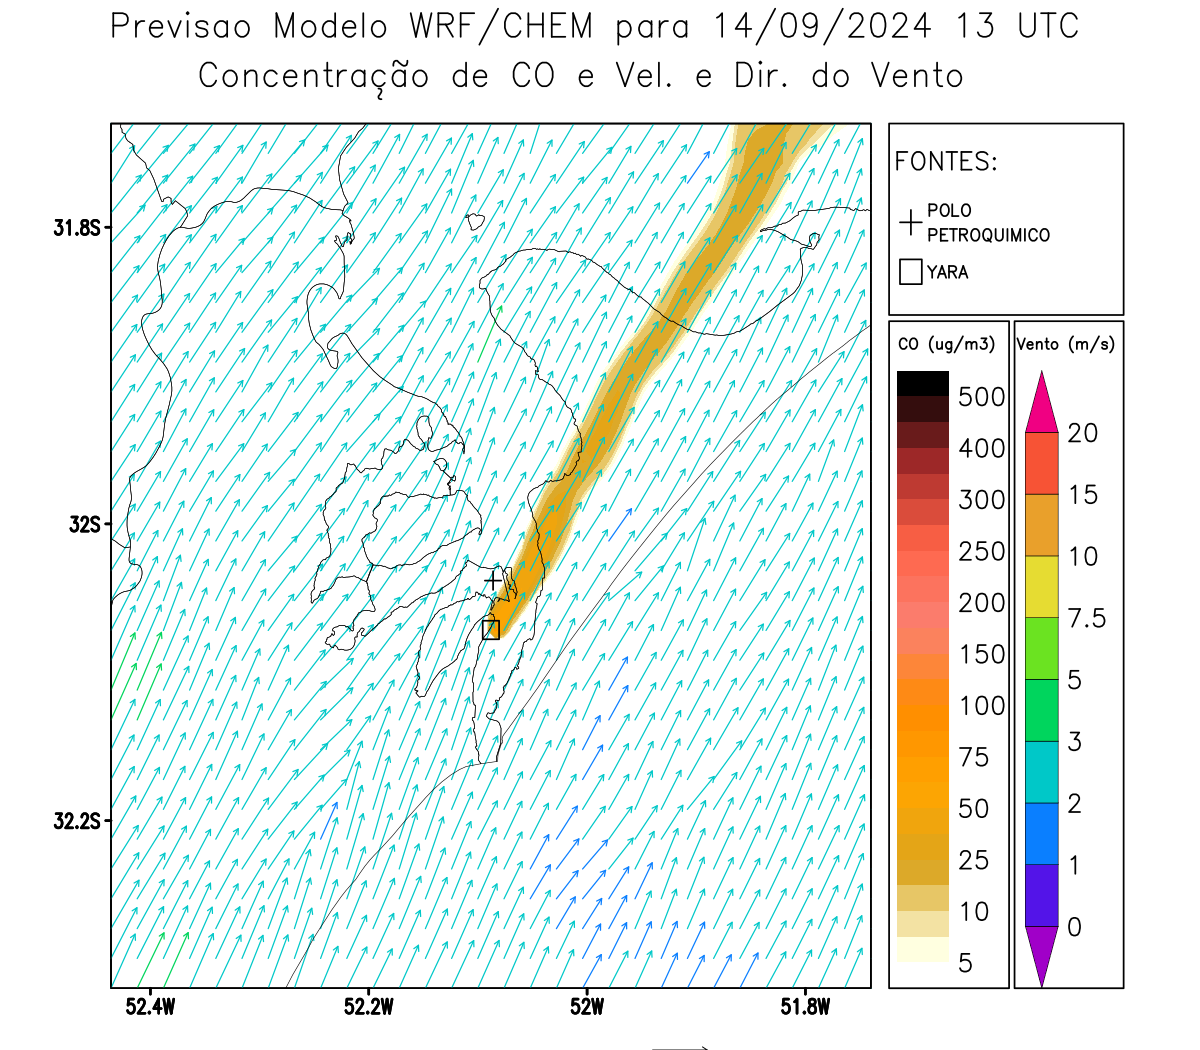 Previsao Modelo WRF/CHEM para 14/09/2024 13 UTC
Concentração de CO e Vel. e Dir. do Vento
FONTES:
POLO
PETROQUIMICO
YARA
CO (ug/m3)
500
400
300
250
200
150
100
75
50
25
10
5
Vento (m/s)
20
15
10
7.5
5
3
2
1
0
31.8S
32S
32.2S
52.4W
52.2W
52W
51.8W